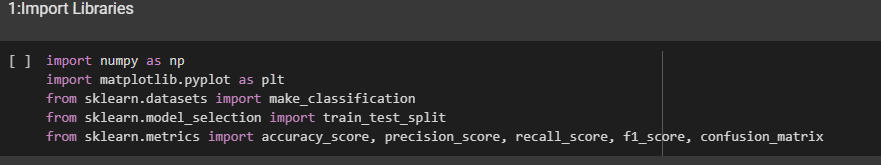 1:Import Libraries
[ ] import numpy as np
import matplotlib.pyplot as plt
from sklearn.datasets import make_classification
from sklearn.model_selection import train_test_split
from sklearn.metrics import accuracy_score, precision_score, recall_score, f1_score, confusion_matrix